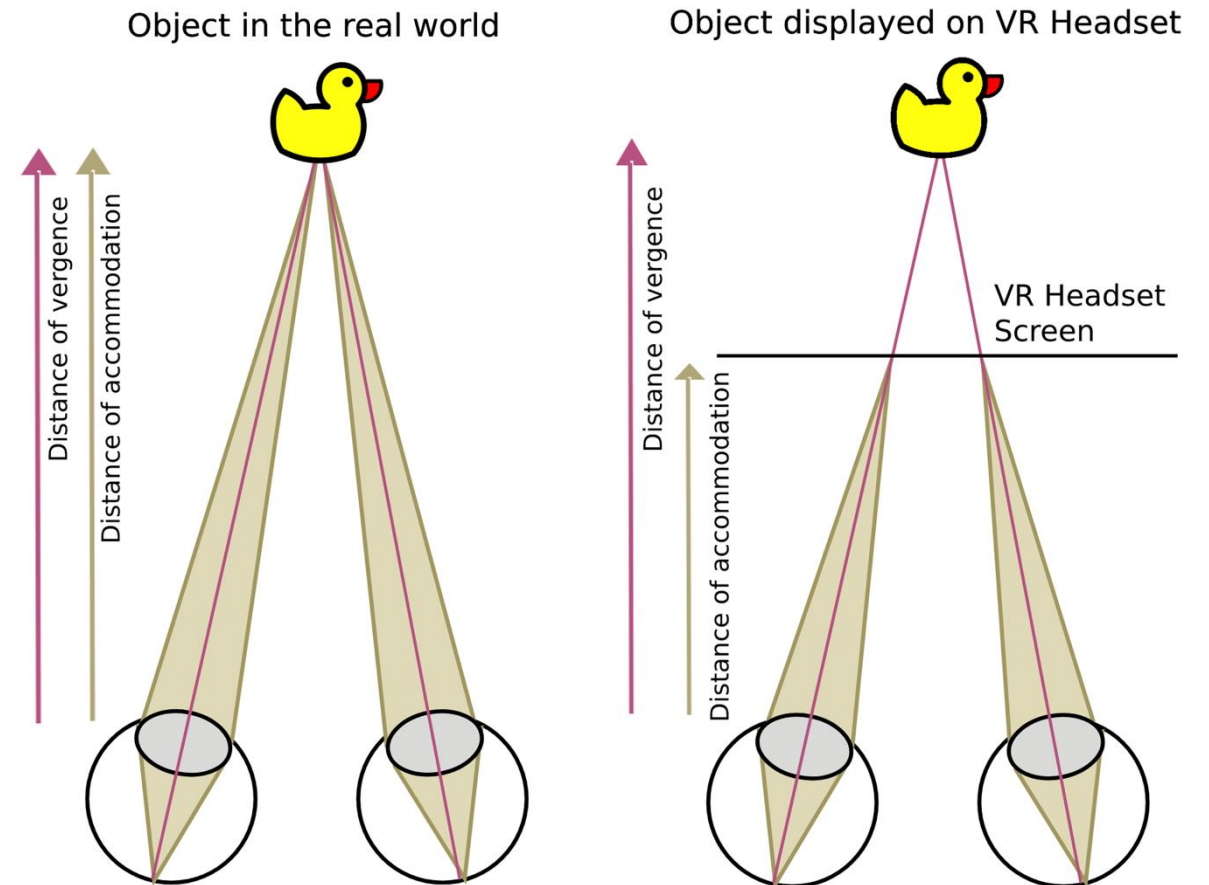 Object in the real world
Object displayed on VR Headset
Distance of vergence
Distance of accommodation
Distance of vergence
Distance of accommodation
VR Headset
Screen